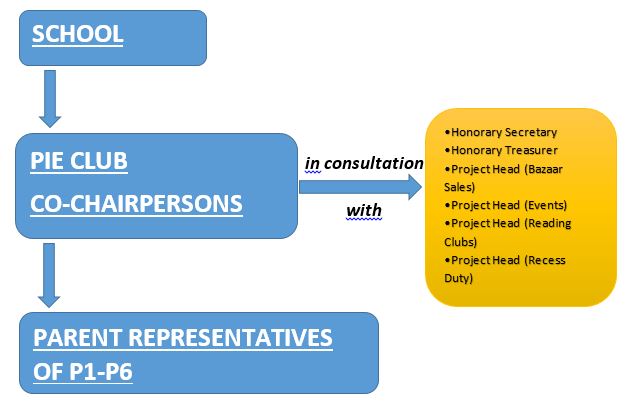 SCHOOL
PIE CLUB
CO-CHAIRPERSONS
in consultation
with
•Honorary Secretary
•Honorary Treasurer
•Project Head (Bazaar
Sales)
•Project Head (Events)
•Project Head (Reading
Clubs)
•Project Head (Recess
Duty)
PARENT REPRESENTATIVES
OF P1-P6